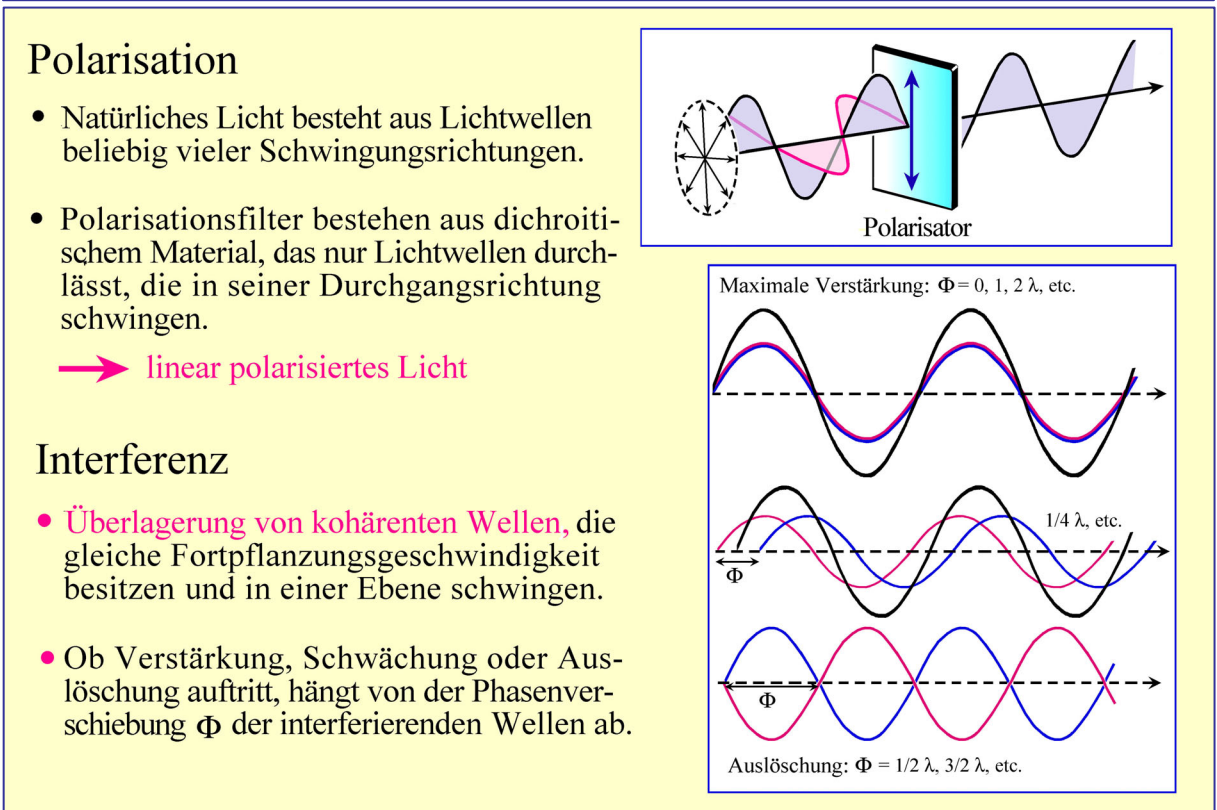 Polarisation
• Natürliches Licht besteht aus Lichtwellen
beliebig vieler Schwingungsrichtungen.
• Polarisationsfilter bestehen aus dichroiti-
schem Material, das nur Lichtwellen durch-
lässt, die in seiner Durchgangsrichtung
schwingen.
linear polarisiertes Licht
Interferenz
• Überlagerung von kohärenten Wellen, die
gleiche Fortpflanzungsgeschwindigkeit
besitzen und in einer Ebene schwingen.
• Ob Verstärkung, Schwächung oder Aus-
löschung auftritt, hängt von der Phasenver-
schiebung Φ der interferierenden Wellen ab.
Polarisator
Maximale Verstärkung: Φ = 0, 1, 2 λ, etc.
1/4 λ, etc.
Φ
Φ
Auslöschung: Φ = 1/2 λ, 3/2 λ, etc.